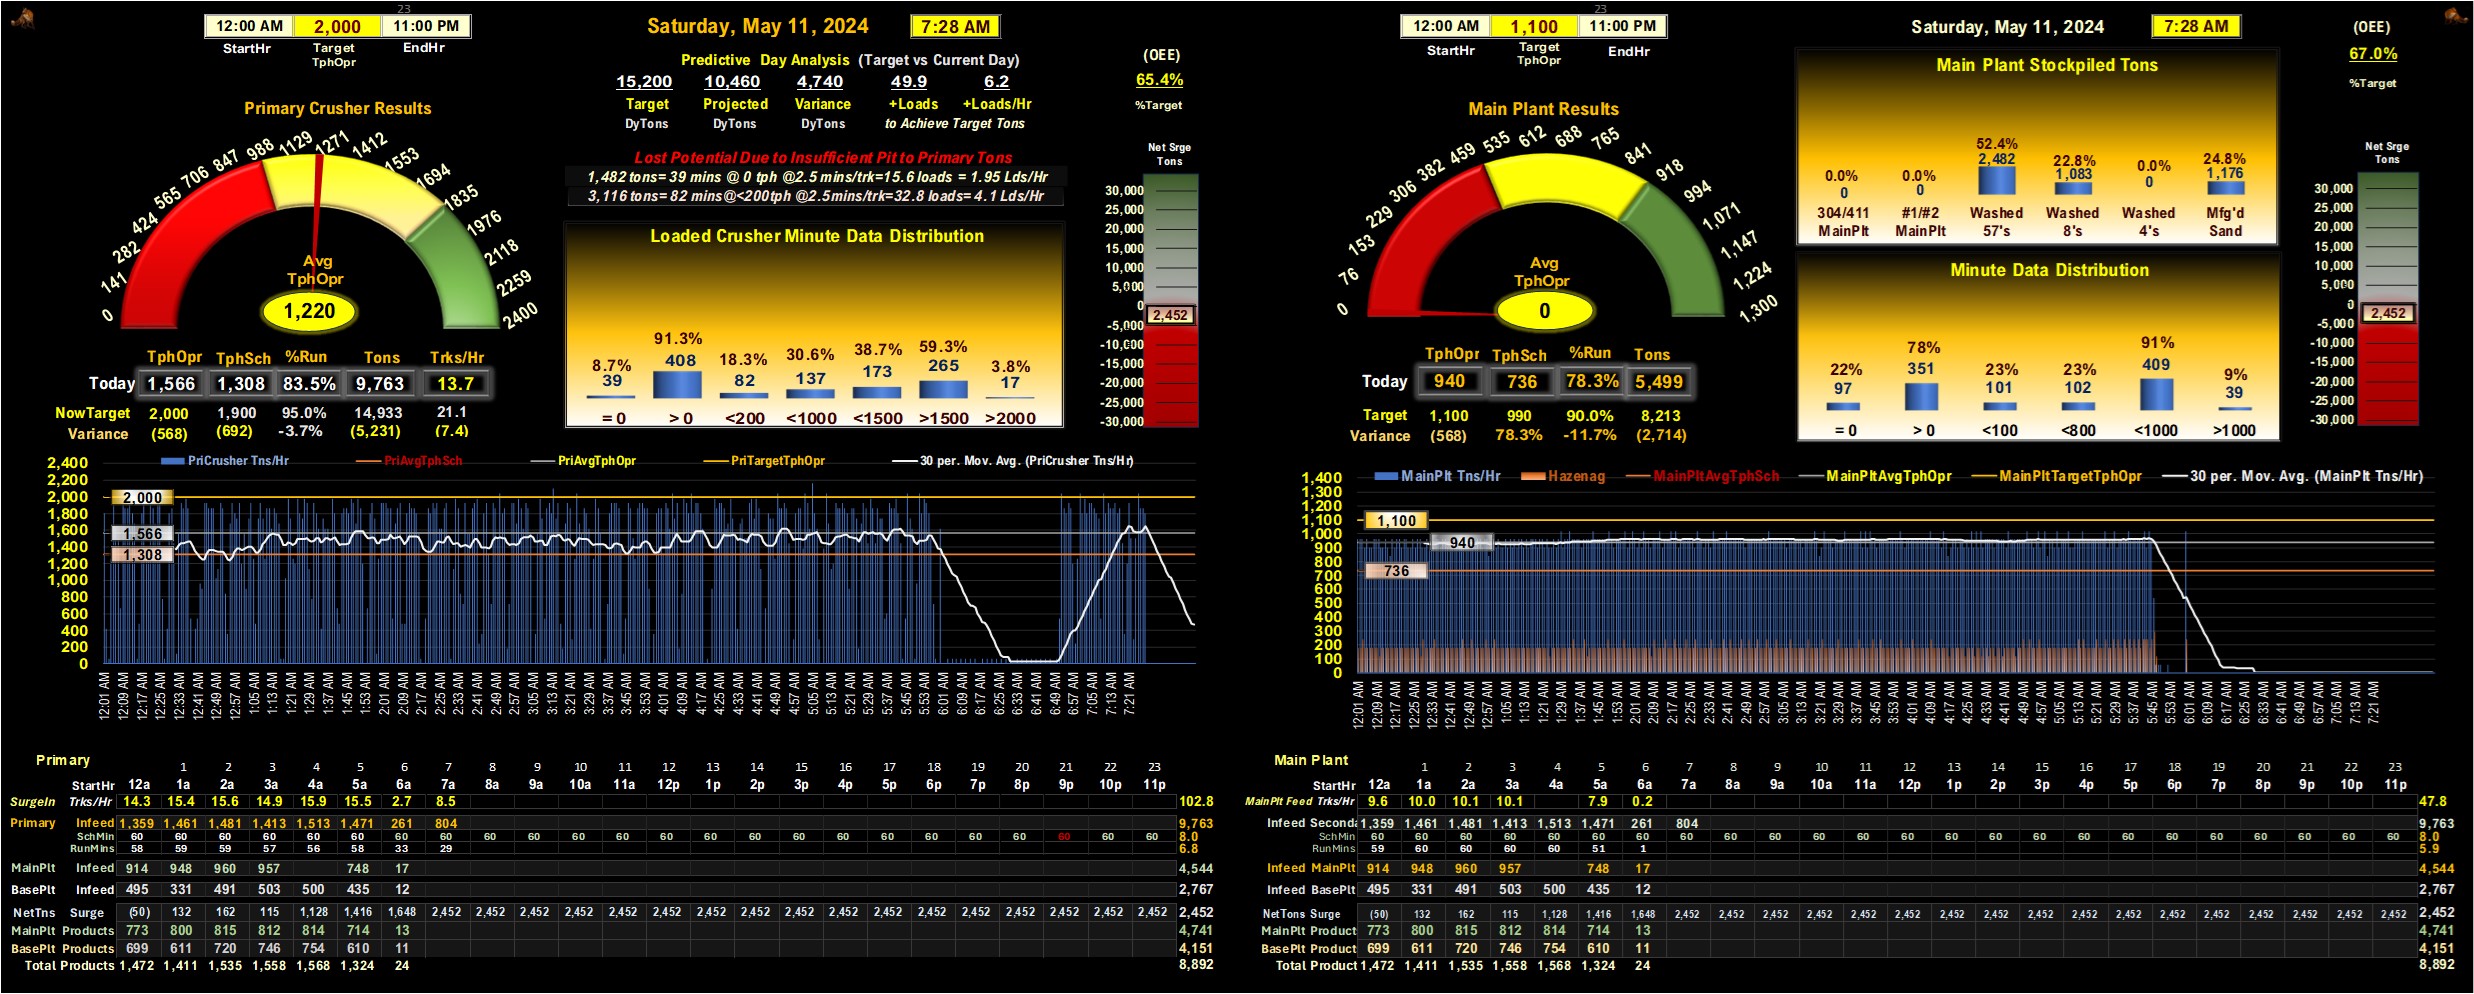 23
12:00 AM 2,000 11:00 PM
StartHr Target TphOpr EndHr
Saturday, May 11, 2024 7:28 AM
Predictive Day Analysis (Target vs Current Day)
15,200 10,460 4,740 49.9 6.2
Target Projected Variance +Loads +Loads/Hr
DyTons DyTons DyTons to Achieve Target Tons
(OEE)
65.4%
%Target
Primary Crusher Results
0 141 282 424 565 706 847 988 1129 1271 1412 1553 1694 1835 1976 2118 2259 2400
Avg
TphOpr
1,220
Lost Potential Due to Insufficient Pit to Primary Tons
1,482 tons= 39 mins @ 0 tph @2.5 mins/trk=15.6 loads = 1.95 Lds/Hr
3,116 tons= 82 mins@<200tph @2.5mins/trk=32.8 loads= 4.1 Lds/Hr
Loaded Crusher Minute Data Distribution
8.7% 91.3% 18.3% 30.6% 38.7% 59.3% 3.8%
39 408 82 137 173 265 17
= 0 > 0 <200 <1000 <1500 >1500 >2000
Net Srge
Tons
30,000
25,000
20,000
15,000
10,000
5,000
0
2,452
-5,000
-10,000
-15,000
-20,000
-25,000
-30,000
TphOpr TphSch %Run Tons Trks/Hr
Today 1,566 1,308 83.5% 9,763 13.7
NowTarget 2,000 1,900 95.0% 14,933 21.1
Variance (568) (692) -3.7% (5,231) (7.4)
PriCrusher Tns/Hr PriAvgTphSch PriAvgTphOpr PriTargetTphOpr 30 per. Mov. Avg. (PriCrusher Tns/Hr)
2,400
2,200
2,000
1,800
1,600
1,400
1,200
1,000
800
600
400
200
0
2,000
1,566
1,308
12:01 AM 12:09 AM 12:17 AM 12:25 AM 12:33 AM 12:41 AM 12:49 AM 12:57 AM 1:05 AM 1:13 AM 1:21 AM 1:29 AM 1:37 AM 1:45 AM 1:53 AM 2:01 AM 2:09 AM 2:17 AM 2:25 AM 2:33 AM 2:41 AM 2:49 AM 2:57 AM 3:05 AM 3:13 AM 3:21 AM 3:29 AM 3:37 AM 3:45 AM 3:53 AM 4:01 AM 4:09 AM 4:17 AM 4:25 AM 4:33 AM 4:41 AM 4:49 AM 4:57 AM 5:05 AM 5:13 AM 5:21 AM 5:29 AM 5:37 AM 5:45 AM 5:53 AM 6:01 AM 6:09 AM 6:17 AM 6:25 AM 6:33 AM 6:41 AM 6:49 AM 6:57 AM 7:05 AM 7:13 AM 7:21 AM
Primary
1 2 3 4 5 6 7 8 9 10 11 12 13 14 15 16 17 18 19 20 21 22 23
StartHr 12a 1a 2a 3a 4a 5a 6a 7a 8a 9a 10a 11a 12p 1p 2p 3p 4p 5p 6p 7p 8p 9p 10p 11p
SurgeIn Trks/Hr 14.3 15.4 15.6 14.9 15.9 15.5 2.7 8.5 102.8
Primary Infeed 1,359 1,461 1,481 1,413 1,513 1,471 261 804 9,763
SchMin 60 60 60 60 60 60 60 60 60 60 60 60 60 60 60 60 60 60 60 60 60 60 60 60 8.0
RunMins 58 59 59 57 56 58 33 29 6.8
MainPlt Infeed 914 948 960 957 748 17 4,544
BasePlt Infeed 495 331 491 503 500 435 12 2,767
NetTns Surge (50) 132 162 115 1,128 1,416 1,648 2,452 2,452 2,452 2,452 2,452 2,452 2,452 2,452 2,452 2,452 2,452 2,452 2,452 2,452 2,452 2,452 2,452 2,452
MainPlt Products 773 800 815 812 814 714 13 4,741
BasePlt Products 699 611 720 746 754 610 11 4,151
Total Products 1,472 1,411 1,535 1,558 1,568 1,324 24 8,892
23
12:00 AM 1,100 11:00 PM
StartHr Target TphOpr EndHr
Saturday, May 11, 2024 7:28 AM
(OEE)
67.0%
%Target
Main Plant Results
0 76 153 229 306 382 459 535 612 688 765 841 918 994 1,071 1,147 1,224 1,300
Avg
TphOpr
0
Main Plant Stockpiled Tons
0.0% 0.0% 52.4% 22.8% 0.0% 24.8%
0 0 2,482 1,083 0 1,176
304/411 #1/#2 Washed Washed Washed Mfg'd
MainPlt MainPlt 57's 8's 4's Sand
Minute Data Distribution
22% 78% 23% 23% 91% 9%
97 351 101 102 409 39
= 0 > 0 <100 <800 <1000 >1000
Net Srge
Tons
30,000
25,000
20,000
15,000
10,000
5,000
0
2,452
-5,000
-10,000
-15,000
-20,000
-25,000
-30,000
TphOpr TphSch %Run Tons
Today 940 736 78.3% 5,499
Target 1,100 990 90.0% 8,213
Variance (568) 78.3% -11.7% (2,714)
MainPlt Tns/Hr Hazenag MainPltAvgTphSch MainPltAvgTphOpr MainPltTargetTphOpr 30 per. Mov. Avg. (MainPlt Tns/Hr)
1,400
1,300
1,200
1,100
1,000
900
800
700
600
500
400
300
200
100
0
1,100
940
736
12:01 AM 12:09 AM 12:17 AM 12:25 AM 12:33 AM 12:41 AM 12:49 AM 12:57 AM 1:05 AM 1:13 AM 1:21 AM 1:29 AM 1:37 AM 1:45 AM 1:53 AM 2:01 AM 2:09 AM 2:17 AM 2:25 AM 2:33 AM 2:41 AM 2:49 AM 2:57 AM 3:05 AM 3:13 AM 3:21 AM 3:29 AM 3:37 AM 3:45 AM 3:53 AM 4:01 AM 4:09 AM 4:17 AM 4:25 AM 4:33 AM 4:41 AM 4:49 AM 4:57 AM 5:05 AM 5:13 AM 5:21 AM 5:29 AM 5:37 AM 5:45 AM 5:53 AM 6:01 AM 6:09 AM 6:17 AM 6:25 AM 6:33 AM 6:41 AM 6:49 AM 6:57 AM 7:05 AM 7:13 AM 7:21 AM
Main Plant
1 2 3 4 5 6 7 8 9 10 11 12 13 14 15 16 17 18 19 20 21 22 23
StartHr 12a 1a 2a 3a 4a 5a 6a 7a 8a 9a 10a 11a 12p 1p 2p 3p 4p 5p 6p 7p 8p 9p 10p 11p
MainPlt Feed Trks/Hr 9.6 10.0 10.1 10.1 7.9 0.2 47.8
Infeed Seconda 1,359 1,461 1,481 1,413 1,513 1,471 261 804 9,763
SchMin 60 60 60 60 60 60 60 60 60 60 60 60 60 60 60 60 60 60 60 60 60 60 60 60 8.0
RunMins 59 60 60 60 60 51 1 5.9
Infeed MainPlt 914 948 960 957 748 17 4,544
Infeed BasePlt 495 331 491 503 500 435 12 2,767
NetTons Surge (50) 132 162 115 1,128 1,416 1,648 2,452 2,452 2,452 2,452 2,452 2,452 2,452 2,452 2,452 2,452 2,452 2,452 2,452 2,452 2,452 2,452 2,452 2,452
MainPlt Product 773 800 815 812 814 714 13 4,741
BasePlt Product 699 611 720 746 754 610 11 4,151
Total Product 1,472 1,411 1,535 1,558 1,568 1,324 24 8,892